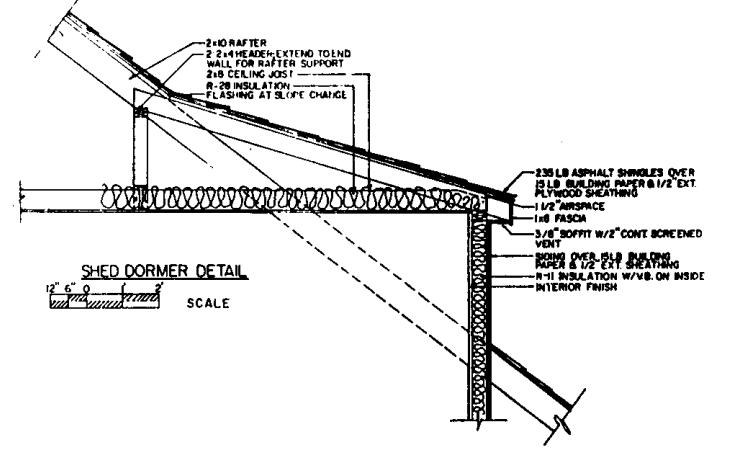 2x10 RAFTER
2-2x4 HEADER; EXTEND TO END
WALL FOR RAFTER SUPPORT
2x8 CEILING JOIST
R-28 INSULATION
FLASHING AT SLOPE CHANGE
235 LB ASPHALT SHINGLES OVER
15 LB BUILDING PAPER & 1/2" EXT.
PLYWOOD SHEATHING
1 1/2" AIRSPACE
1x8 FASCIA
3/8" SOFFIT W/2" CONT. SCREENED
VENT
SIDING OVER 15LB BUILDING
PAPER & 1/2" EXT. SHEATHING
R-11 INSULATION W/V.B. ON INSIDE
INTERIOR FINISH
SHED DORMER DETAIL
12" 6" 0 1' 2'
SCALE